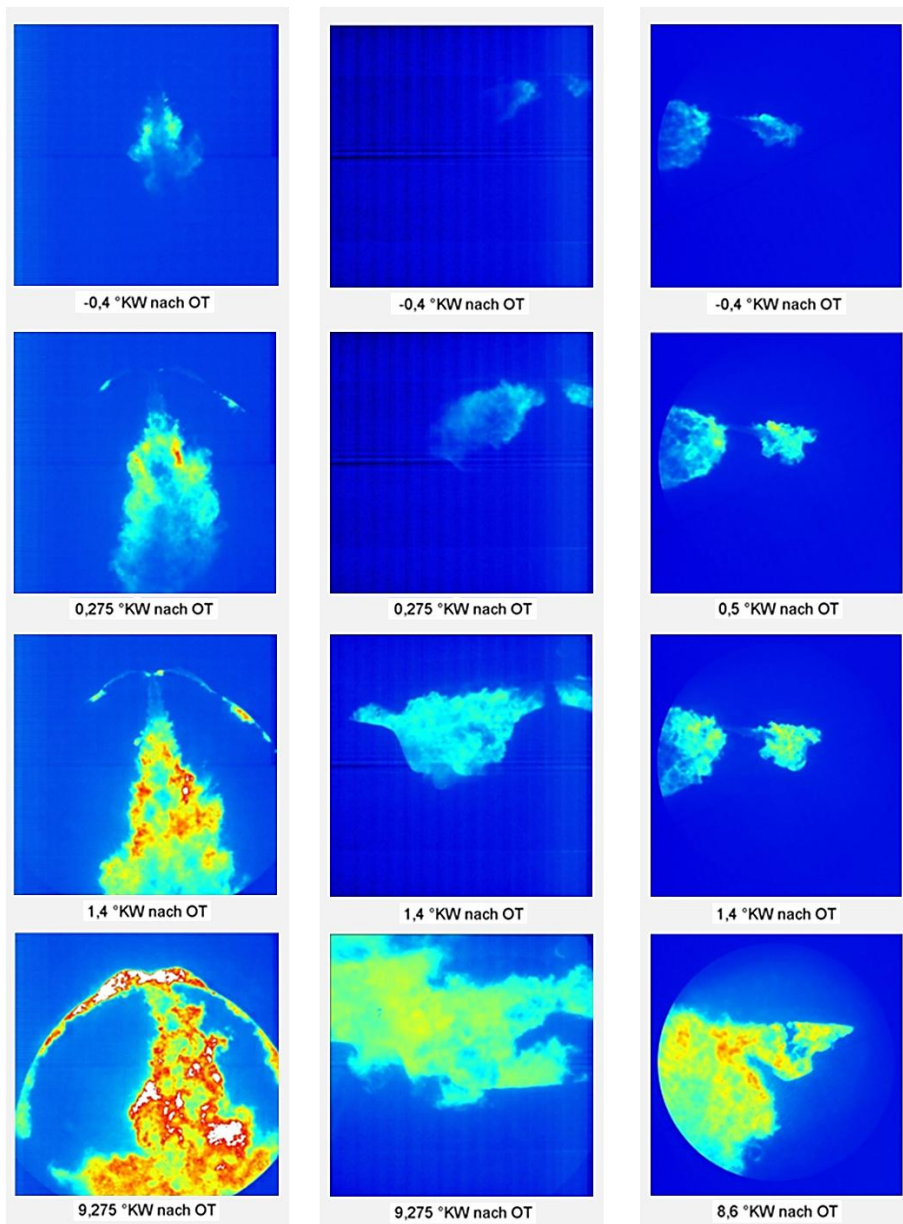 -0,4 °KW nach OT
-0,4 °KW nach OT
-0,4 °KW nach OT
0,275 °KW nach OT
0,275 °KW nach OT
0,5 °KW nach OT
1,4 °KW nach OT
1,4 °KW nach OT
1,4 °KW nach OT
9,275 °KW nach OT
9,275 °KW nach OT
8,6 °KW nach OT